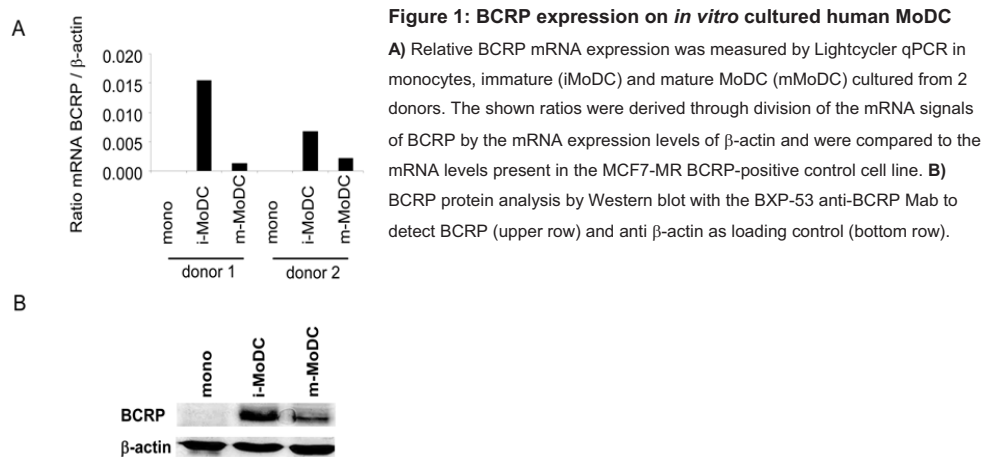 A
Ratio mRNA BCRP / β-actin
0.020
0.015
0.010
0.005
0.000
mono
i-MoDC
m-MoDC
mono
i-MoDC
m-MoDC
donor 1
donor 2
Figure 1: BCRP expression on in vitro cultured human MoDC
A) Relative BCRP mRNA expression was measured by Lightcycler qPCR in
monocytes, immature (iMoDC) and mature MoDC (mMoDC) cultured from 2
donors. The shown ratios were derived through division of the mRNA signals
of BCRP by the mRNA expression levels of β-actin and were compared to the
mRNA levels present in the MCF7-MR BCRP-positive control cell line. B)
BCRP protein analysis by Western blot with the BXP-53 anti-BCRP Mab to
detect BCRP (upper row) and anti β-actin as loading control (bottom row).
B
mono
i-MoDC
m-MoDC
BCRP
β-actin